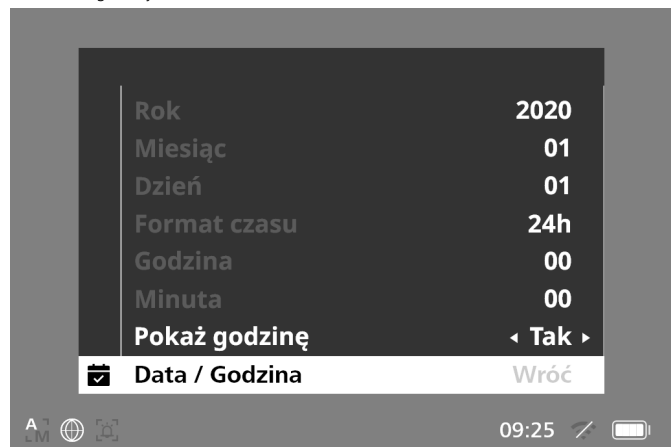 Rok 2020
Miesiąc 01
Dzień 01
Format czasu 24h
Godzina 00
Minuta 00
Pokaż godzinę Tak
Data / Godzina Wróć
A M 09:25